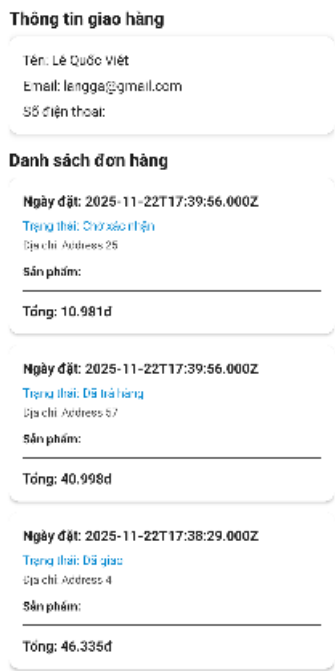 Thông tin giao hàng
Tên: Lê Quốc Việt
Email: langga@gmail.com
Số điện thoại:
Danh sách đơn hàng
Ngày đặt: 2025-11-22T17:39:56.000Z
Trạng thái: Chờ xác nhận
Địa chỉ: Address 25
Sản phẩm:
Tổng: 10.981đ
Ngày đặt: 2025-11-22T17:39:56.000Z
Trạng thái: Đã trả hàng
Địa chỉ: Address 57
Sản phẩm:
Tổng: 40.998đ
Ngày đặt: 2025-11-22T17:38:29.000Z
Trạng thái: Đã giao
Địa chỉ: Address 4
Sản phẩm:
Tổng: 46.335đ